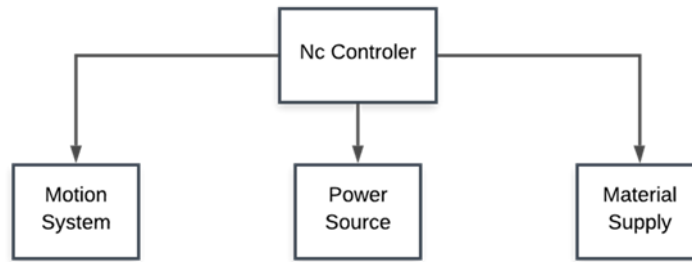 Nc Controler
Motion
System
Power
Source
Material
Supply